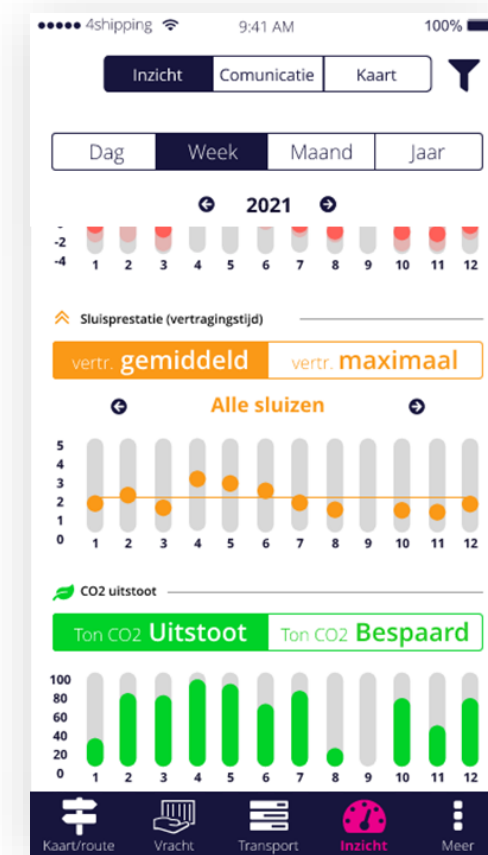 4shipping 9:41 AM 100%
Inzicht Comunicatie Kaart
Dag Week Maand Jaar
2021
-2
-4
1 2 3 4 5 6 7 8 9 10 11 12
Sluisprestatie (vertragingstijd)
vertr. gemiddeld vertr. maximaal
Alle sluizen
5
4
3
2
1
0
1 2 3 4 5 6 7 8 9 10 11 12
CO2 uitstoot
Ton CO2 Uitstoot Ton CO2 Bespaard
100
80
60
40
20
0
1 2 3 4 5 6 7 8 9 10 11 12
Kaart/route Vracht Transport Inzicht Meer